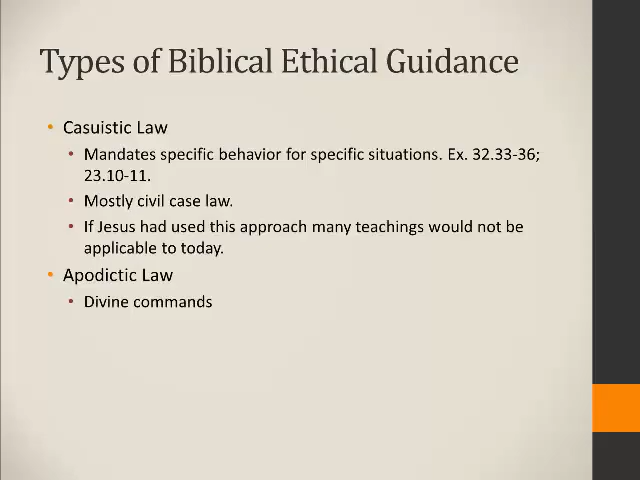 Types of Biblical Ethical Guidance
Casuistic Law
Mandates specific behavior for specific situations. Ex. 32.33-36;
23.10-11.
Mostly civil case law.
If Jesus had used this approach many teachings would not be
applicable to today.
Apodictic Law
Divine commands